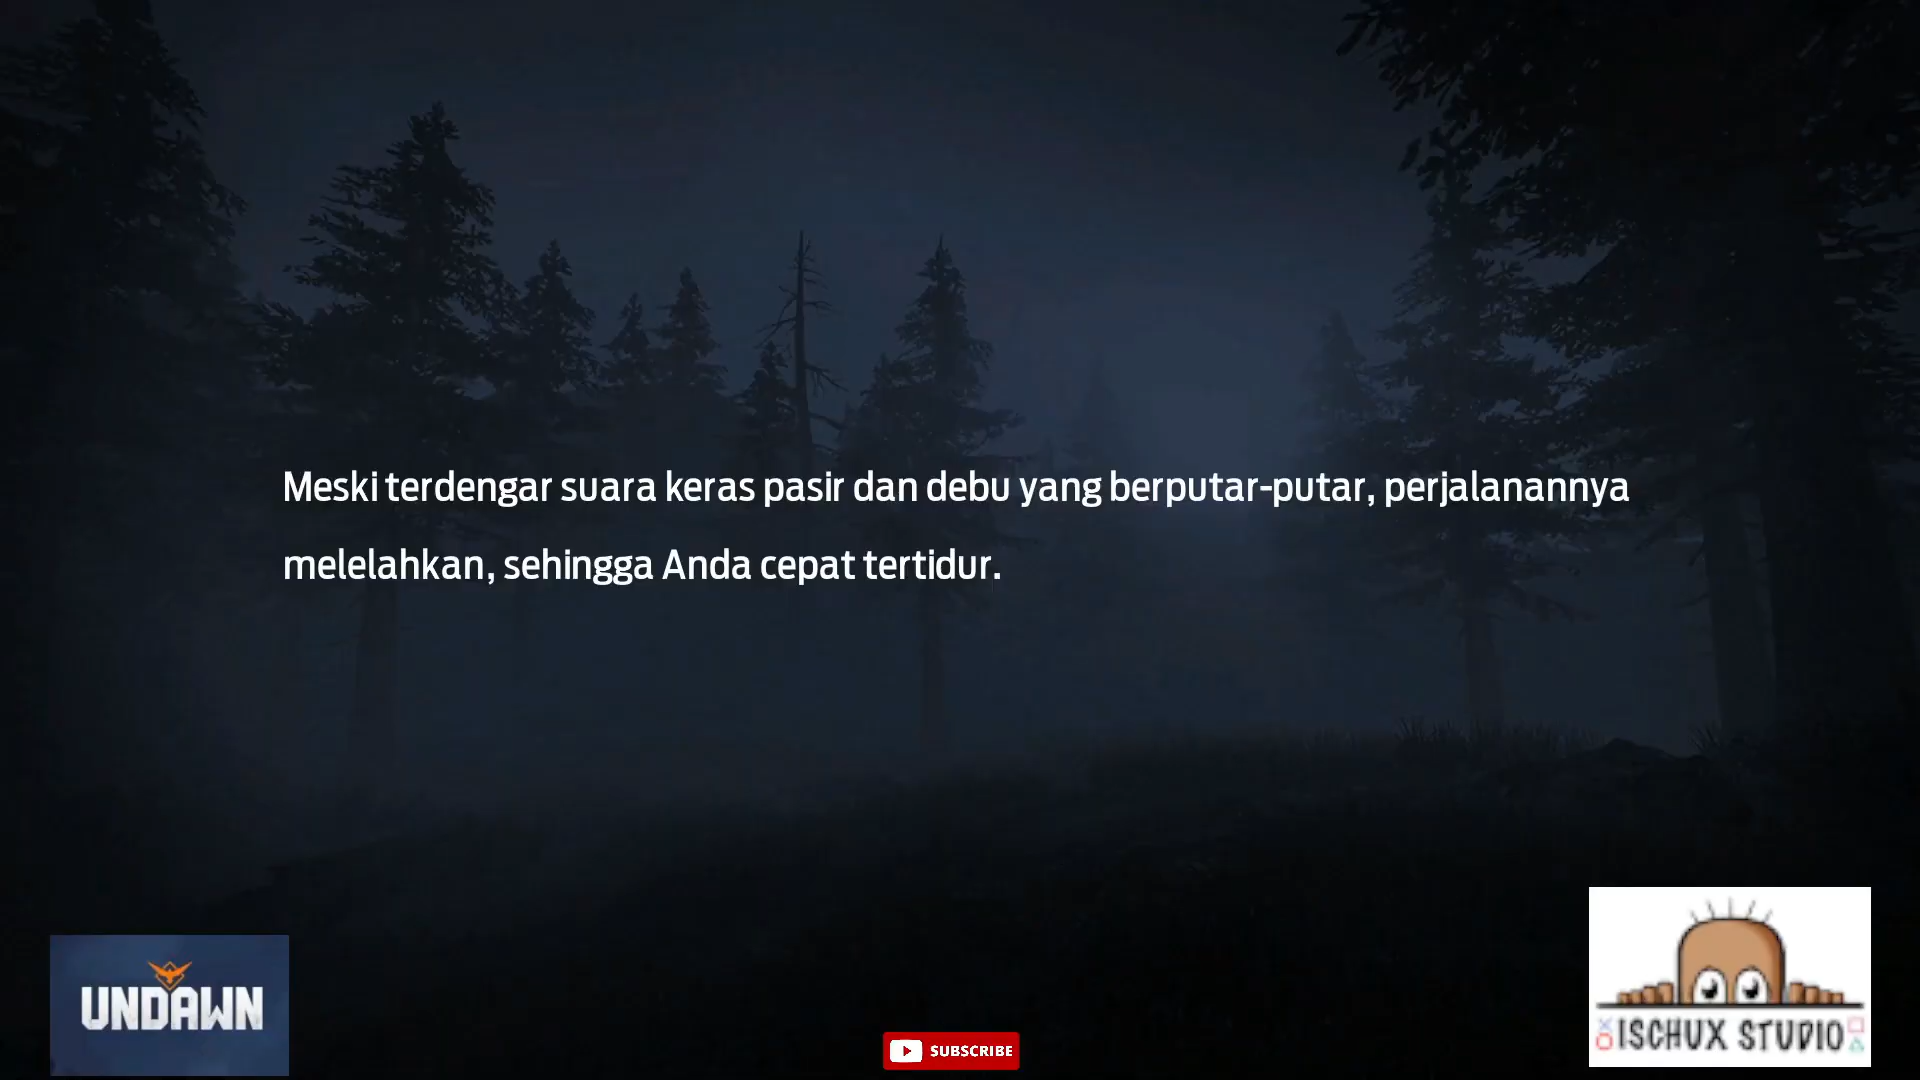 Meski terdengar suara keras pasir dan debu yang berputar-putar, perjalanannya
melelahkan, sehingga Anda cepat tertidur.
UNDAWN
SUBSCRIBE
ISCHUX STUDIO